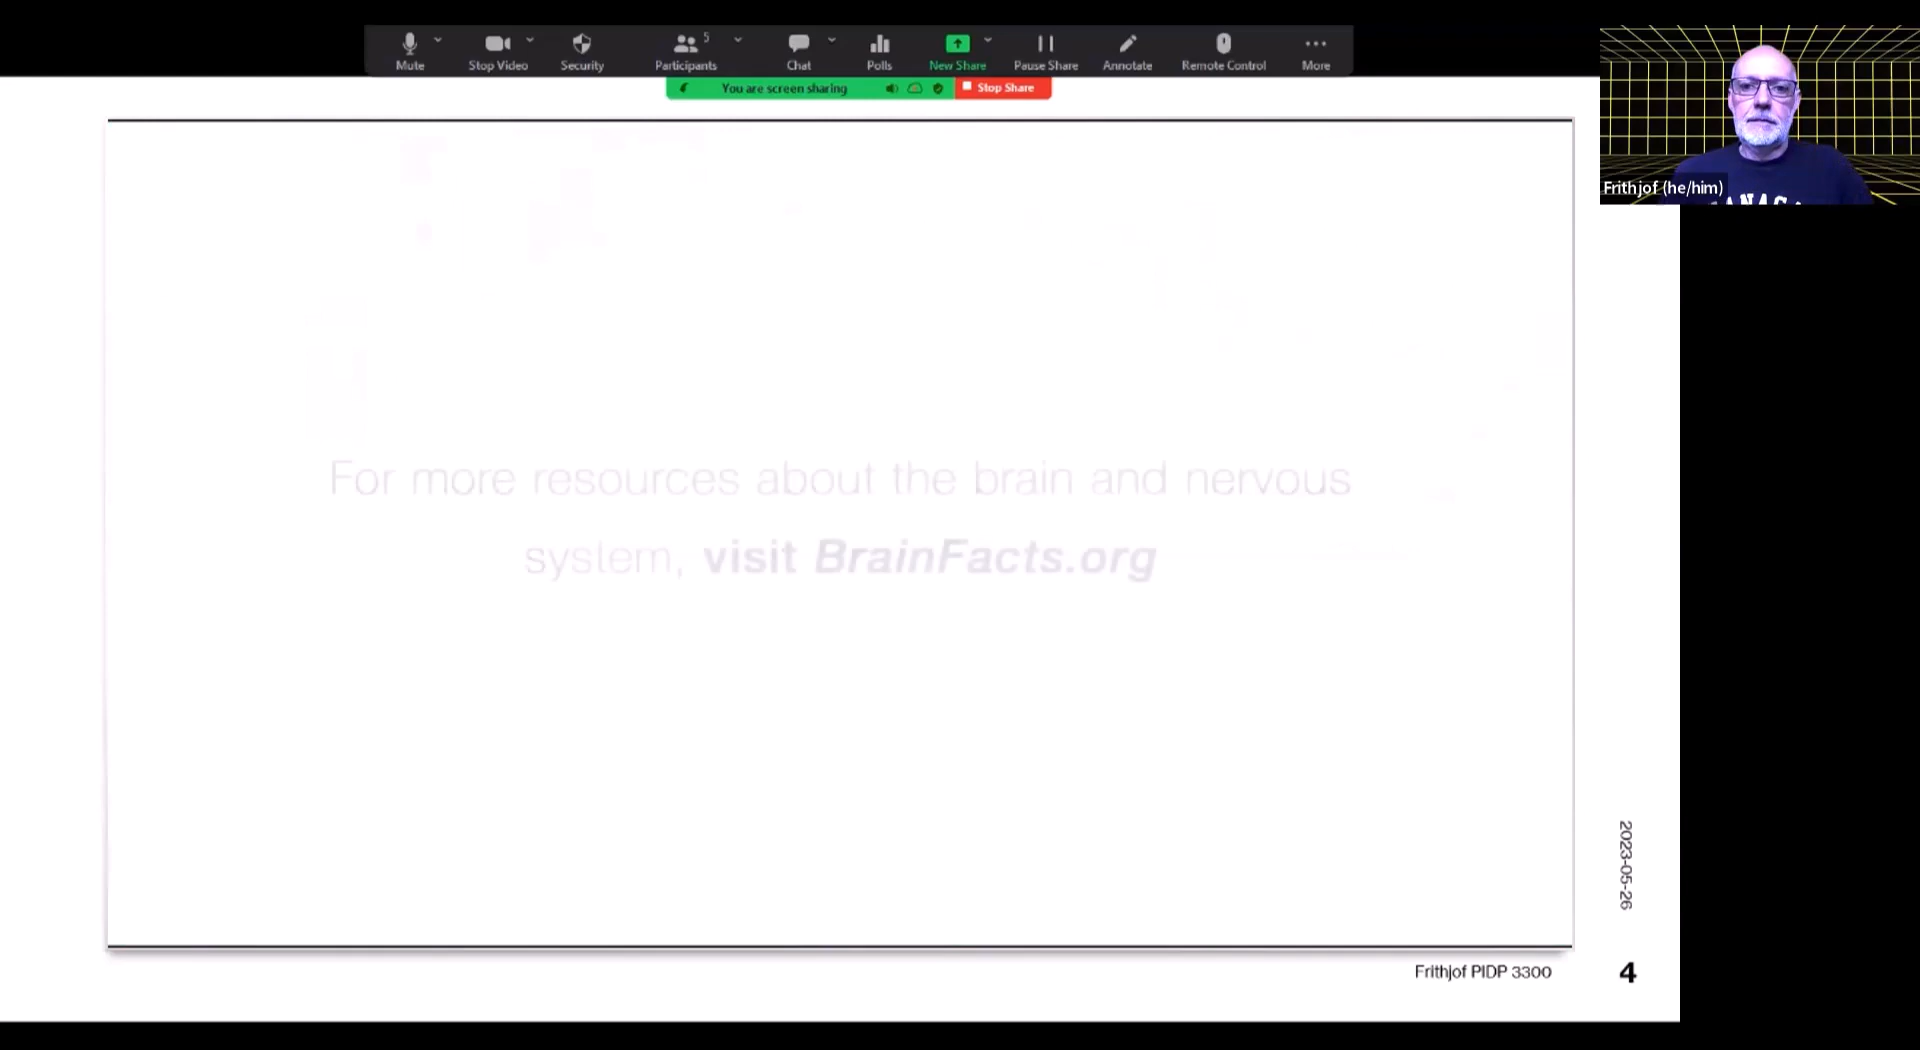 Mute
Stop Video
Security
Participants
5
Chat
Polls
New Share
Pause Share
Annotate
Remote Control
More
You are screen sharing
Stop Share
Frithjof (he/him)
For more resources about the brain and nervous
system, visit BrainFacts.org
2023-05-26
Frithjof PIDP 3300
4